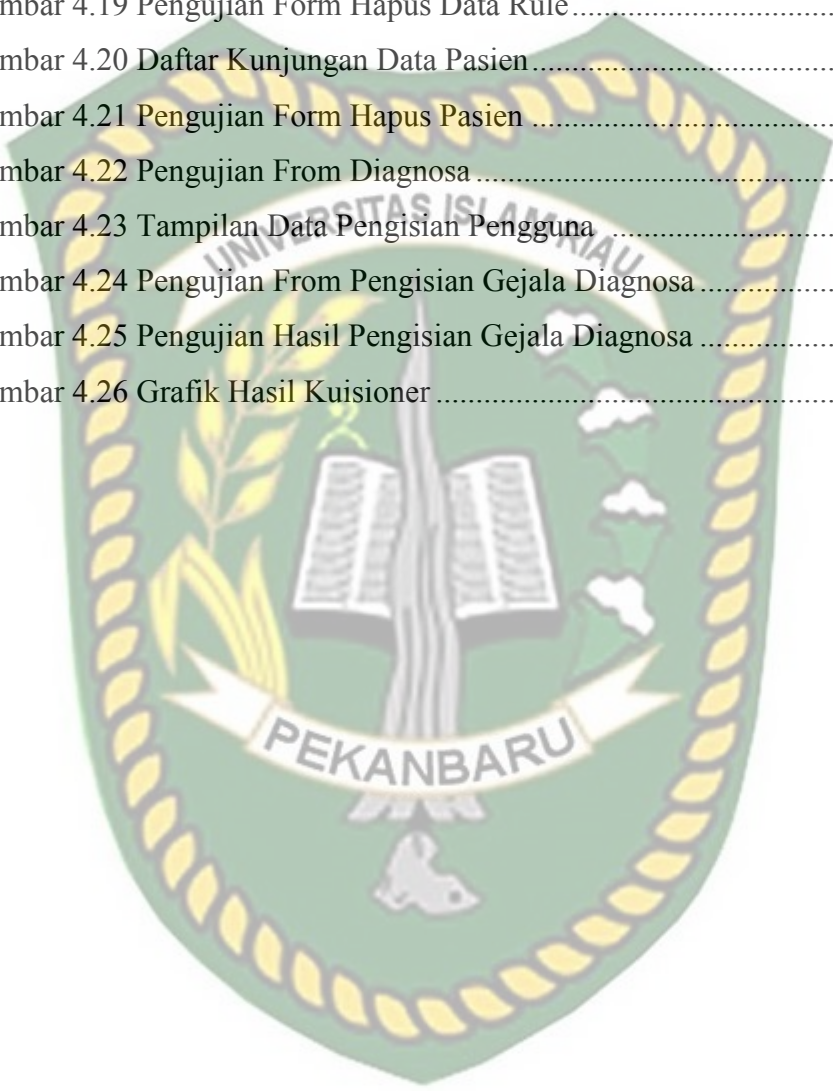 mbar 4.19 Pengujian Form Hapus Data Rule....................................
mbar 4.20 Daftar Kunjungan Data Pasien..........................................
mbar 4.21 Pengujian Form Hapus Pasien ..........................................
mbar 4.22 Pengujian From Diagnosa.................................................
mbar 4.23 Tampilan Data Pengisian Pengguna ................................
UNIVERSITAS ISLAM RIAU
mbar 4.24 Pengujian From Pengisian Gejala Diagnosa.....................
mbar 4.25 Pengujian Hasil Pengisian Gejala Diagnosa .....................
mbar 4.26 Grafik Hasil Kuisioner......................................................
PEKANBARU